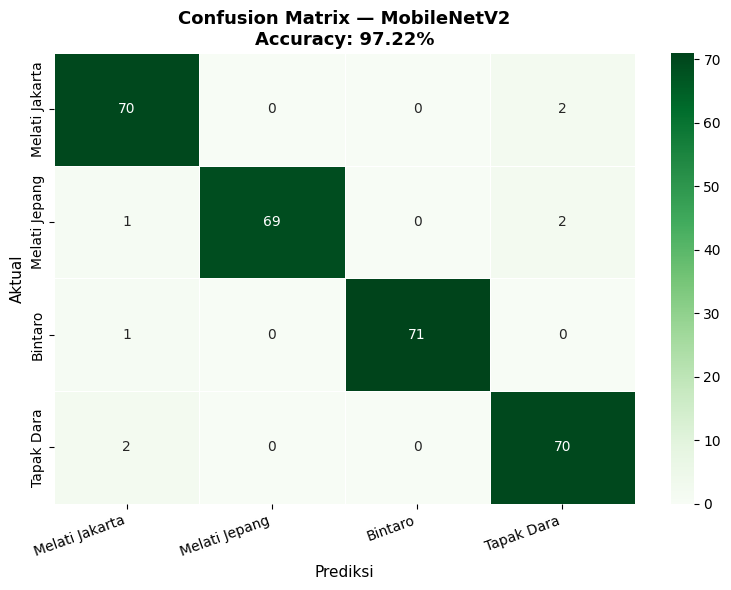 Confusion Matrix — MobileNetV2
Accuracy: 97.22%
Aktual
Melati Jakarta
70 0 0 2
Melati Jepang
1 69 0 2
Bintaro
1 0 71 0
Tapak Dara
2 0 0 70
Melati Jakarta Melati Jepang Bintaro Tapak Dara
Prediksi
70
60
50
40
30
20
10
0